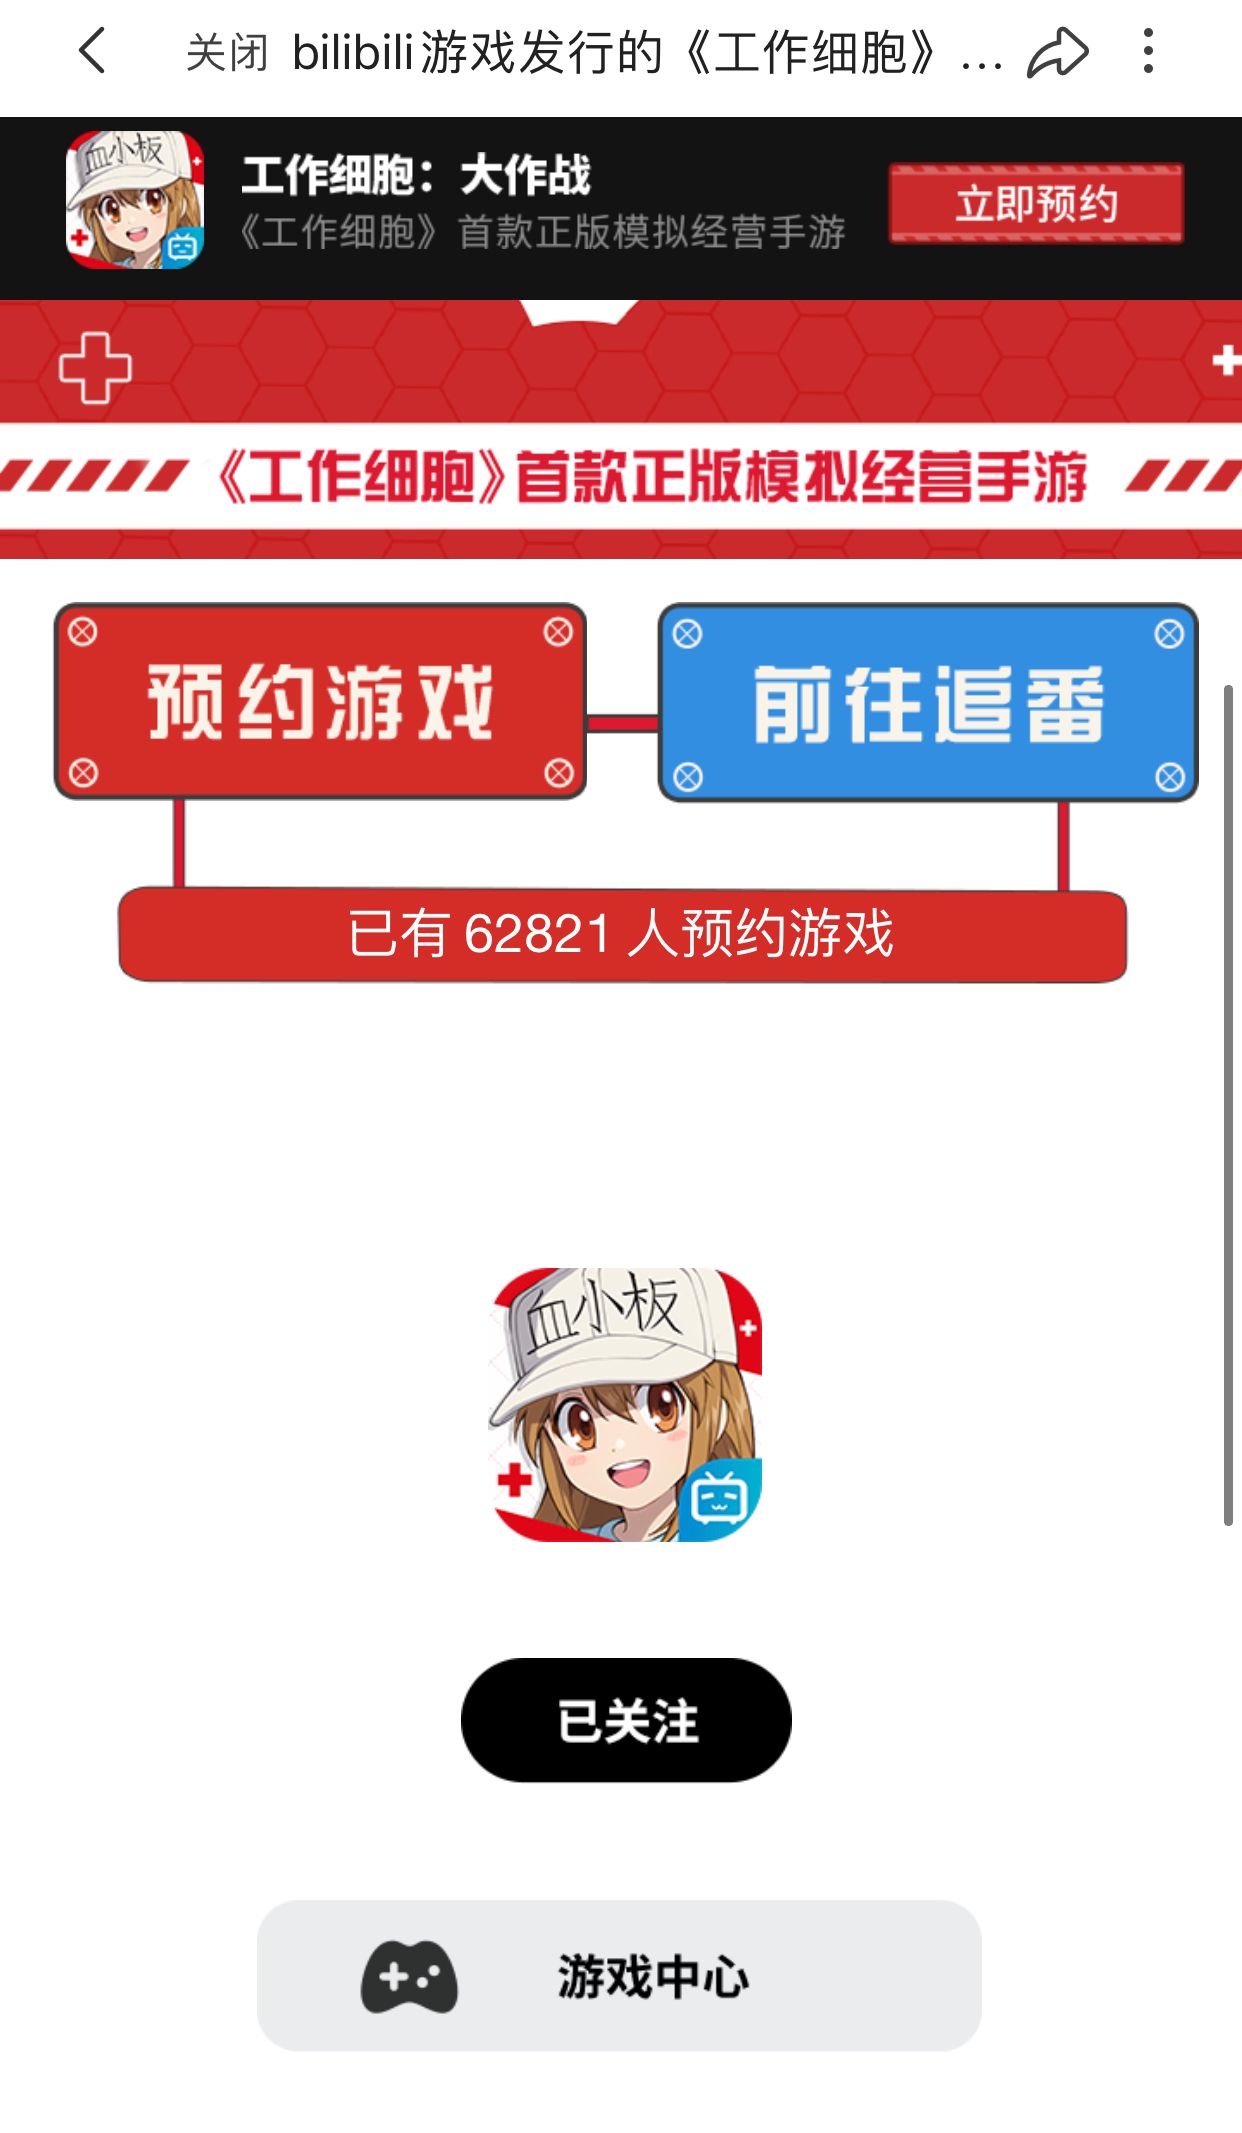 关闭 bilibili游戏发行的《工作细胞》...
血小板
工作细胞：大作战
《工作细胞》首款正版模拟经营手游
立即预约
《工作细胞》首款正版模拟经营手游
预约游戏
前往追番
已有 62821 人预约游戏
血小板
已关注
游戏中心